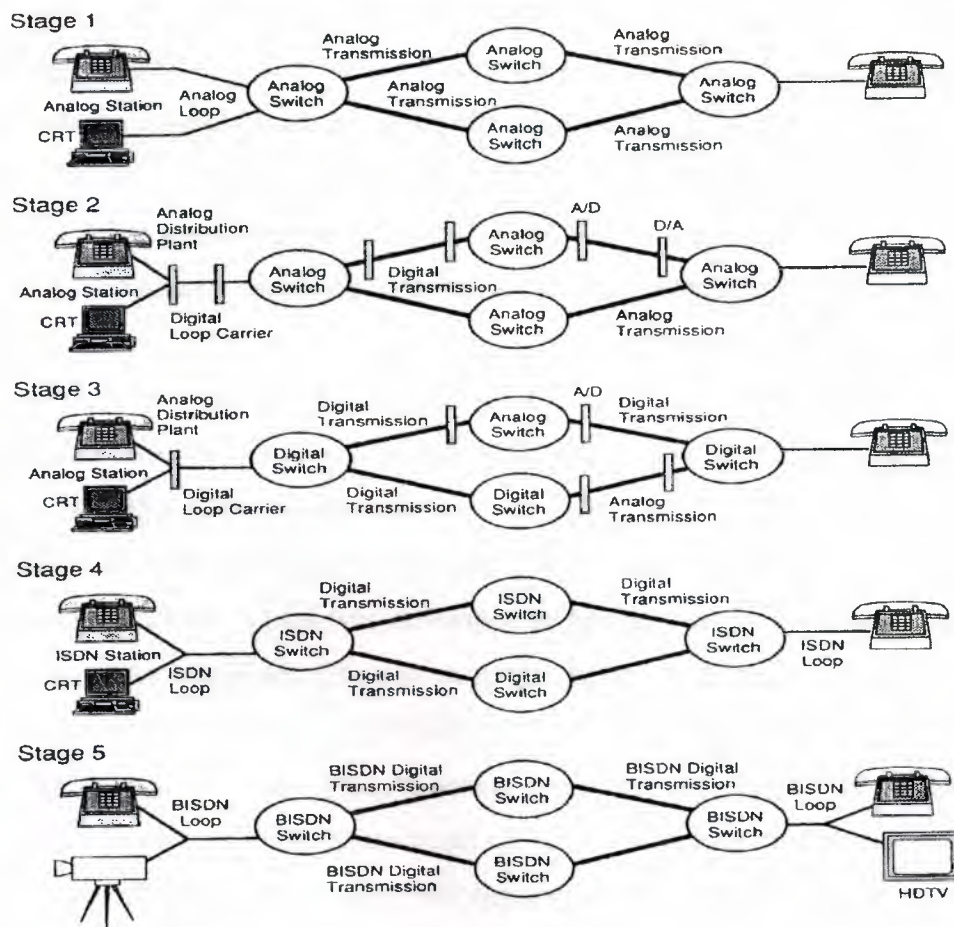 Stage 1
Analog
Transmission
Analog
Switch
Analog
Transmission
Analog Station
Analog
Loop
Analog
Switch
Analog
Transmission
Analog
Switch
CRT
Analog
Switch
Analog
Transmission
Stage 2
Analog
Distribution
Plant
A/D
D/A
Analog
Switch
Analog Station
Analog
Switch
Digital
Transmission
Analog
Switch
CRT
Digital
Loop Carrier
Analog
Switch
Analog
Transmission
Stage 3
Analog
Distribution
Plant
Digital
Transmission
A/D
Analog
Switch
Digital
Transmission
Analog Station
Digital
Switch
Digital
Switch
CRT
Digital
Loop Carrier
Digital
Transmission
Digital
Switch
Analog
Transmission
Stage 4
Digital
Transmission
ISDN
Switch
Digital
Transmission
ISDN Station
ISDN
Switch
ISDN
Switch
CRT
ISDN
Loop
Digital
Transmission
Digital
Switch
ISDN
Loop
Stage 5
BISDN
Loop
BISDN Digital
Transmission
BISDN
Switch
BISDN Digital
Transmission
BISDN
Loop
BISDN
Switch
BISDN
Switch
BISDN Digital
Transmission
BISDN
Switch
HDTV